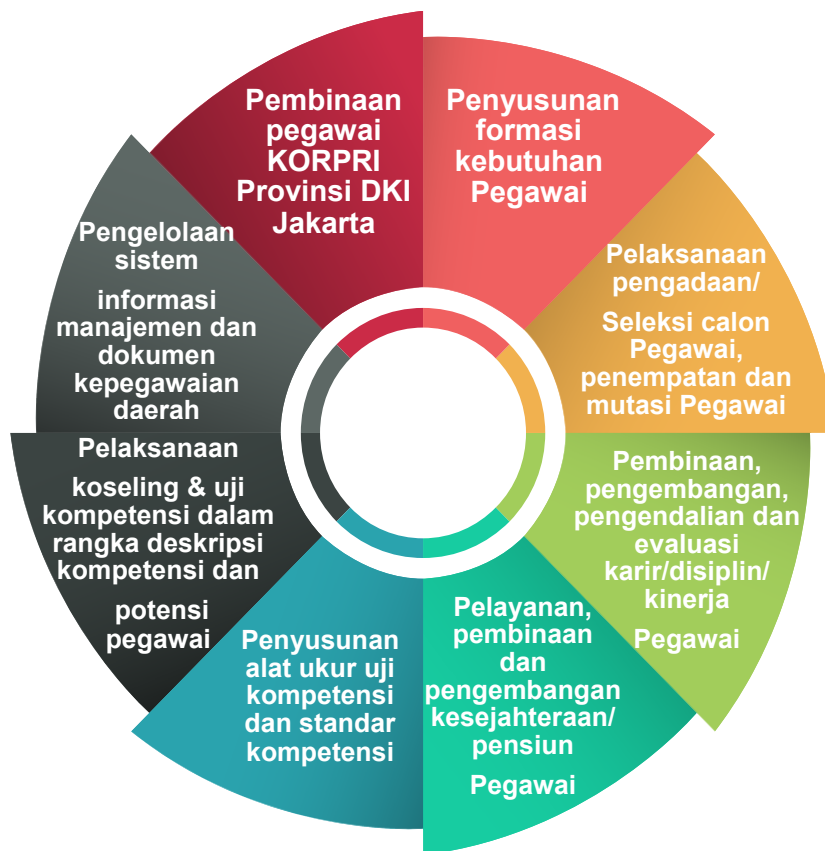 Pembinaan
pegawai
KORPRI
Provinsi DKI
Jakarta
Penyusunan
formasi
kebutuhan
Pegawai
Pelaksanaan
pengadaan/
Seleksi calon
Pegawai,
penempatan dan
mutasi Pegawai
Pembinaan,
pengembangan,
pengendalian dan
evaluasi
karir/disiplin/
kinerja
Pegawai
Pelayanan,
pembinaan
dan
pengembangan
kesejahteraan/
pensiun
Pegawai
Penyusunan
alat ukur uji
kompetensi
dan standar
kompetensi
Pelaksanaan
koseling & uji
kompetensi dalam
rangka deskripsi
kompetensi dan
potensi
pegawai
Pengelolaan
sistem
informasi
manajemen dan
dokumen
kepegawaian
daerah